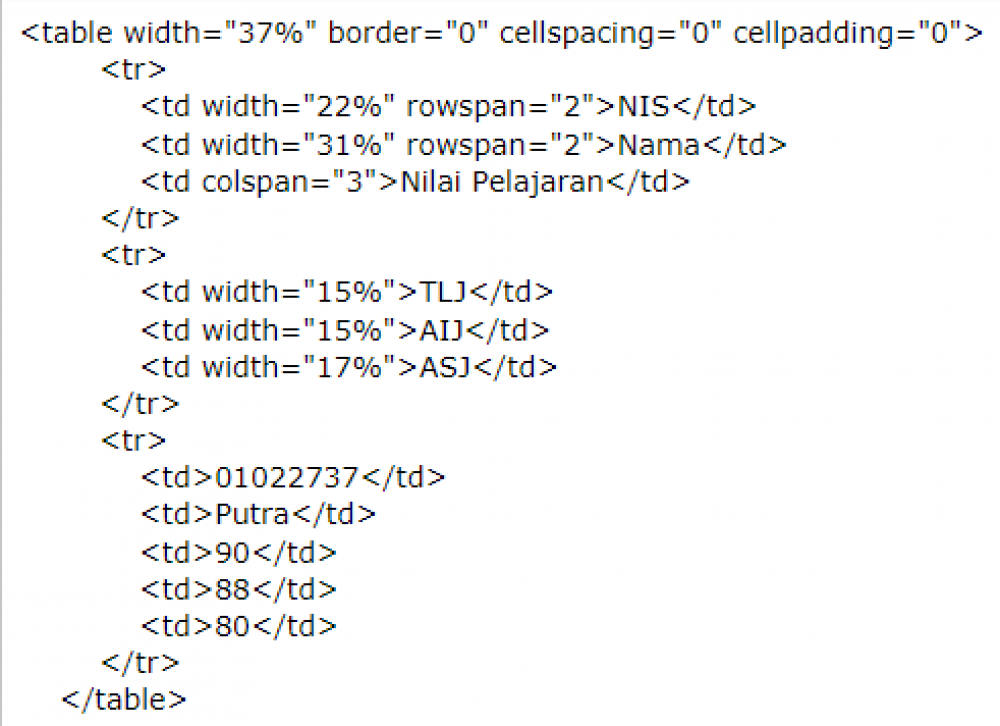 <table width="37%" border="0" cellspacing="0" cellpadding="0">
<tr>
<td width="22%" rowspan="2">NIS</td>
<td width="31%" rowspan="2">Nama</td>
<td colspan="3">Nilai Pelajaran</td>
</tr>
<tr>
<td width="15%">TLJ</td>
<td width="15%">AIJ</td>
<td width="17%">ASJ</td>
</tr>
<tr>
<td>01022737</td>
<td>Putra</td>
<td>90</td>
<td>88</td>
<td>80</td>
</tr>
</table>